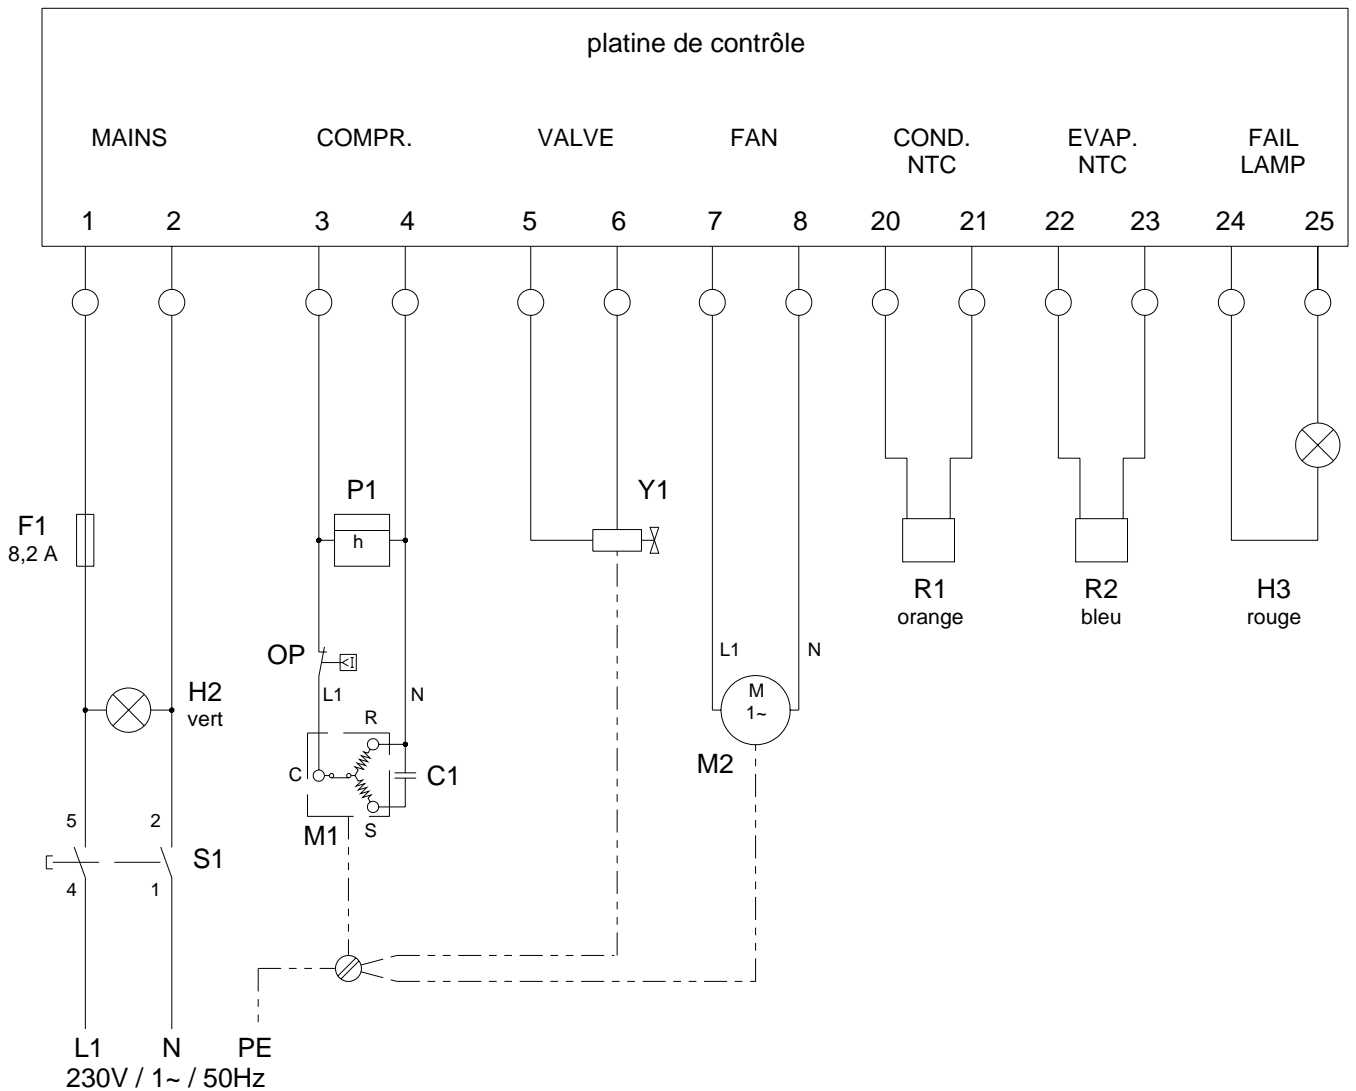 platine de contrôle
MAINS COMPR. VALVE FAN COND. NTC EVAP. NTC FAIL LAMP
1 2 3 4 5 6 7 8 20 21 22 23 24 25
F1
8,2 A
P1
h
Y1
R1
orange
R2
bleu
H3
rouge
OP
<I
L1 N
H2
vert
L1 N
M
1~
M2
R
C
S
C1
M1
5 2
S1
4 1
L1 N PE
230V / 1~ / 50Hz